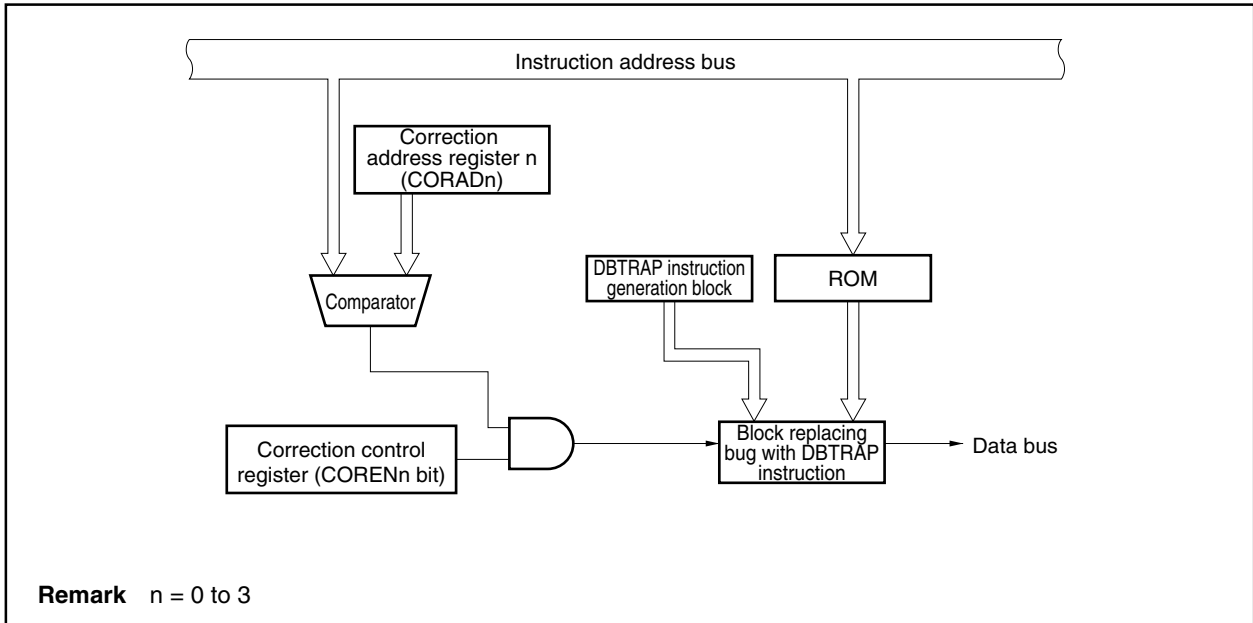 Instruction address bus
Correction
address register n
(CORADn)
Comparator
DBTRAP instruction
generation block
ROM
Correction control
register (CORENn bit)
Block replacing
bug with DBTRAP
instruction
Data bus
Remark n = 0 to 3